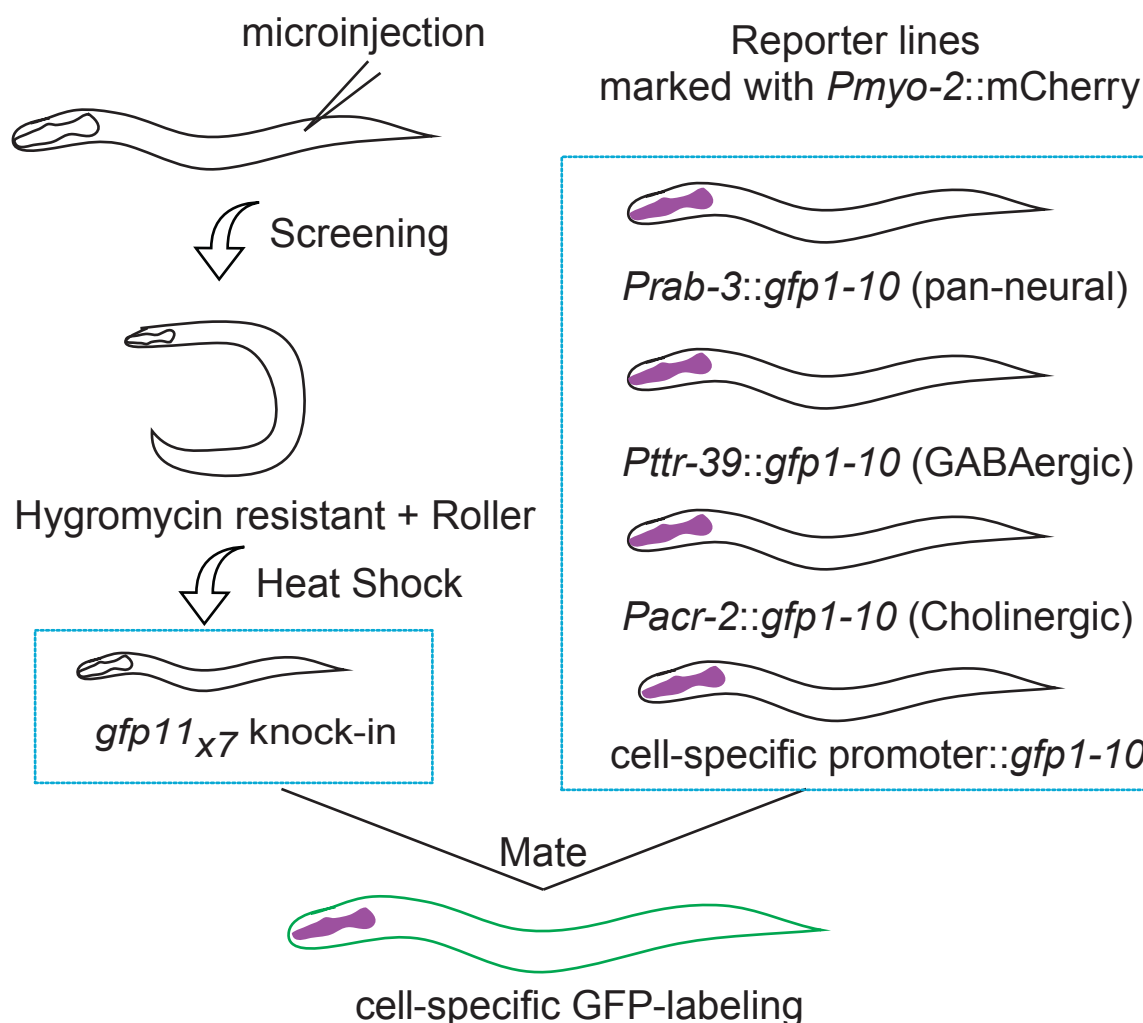 microinjection
Screening
Hygromycin resistant + Roller
Heat Shock
gfp11x7 knock-in
Reporter lines
marked with Pmyo-2::mCherry
Prab-3::gfp1-10 (pan-neural)
Pttr-39::gfp1-10 (GABAergic)
Pacr-2::gfp1-10 (Cholinergic)
cell-specific promoter::gfp1-10
Mate
cell-specific GFP-labeling